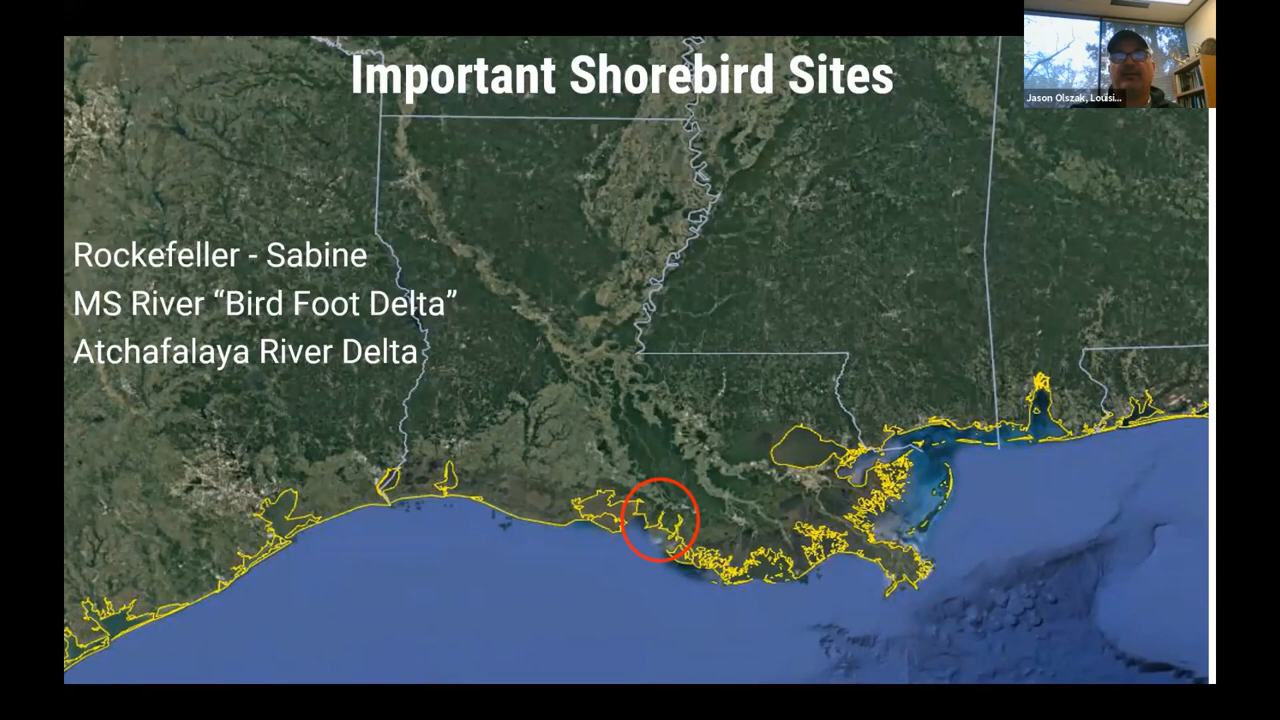 Important Shorebird Sites
Jason Olszak, Louisi...
Rockefeller - Sabine
MS River “Bird Foot Delta”
Atchafalaya River Delta